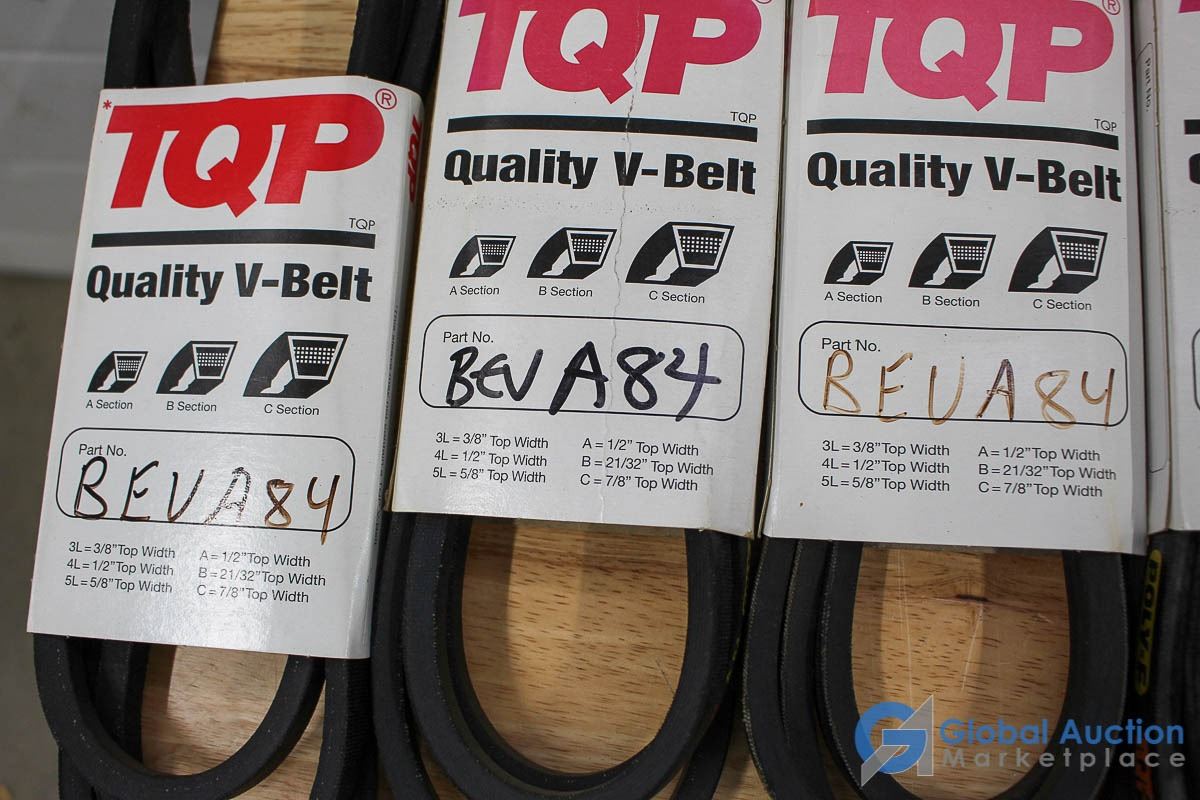 *TQP®
TQP
Quality V-Belt
A Section B Section C Section
Part No.
BEVA84
3L = 3/8" Top Width A = 1/2" Top Width
4L = 1/2" Top Width B = 21/32" Top Width
5L = 5/8" Top Width C = 7/8" Top Width
TQP
TQP
TQP
Quality V-Belt
A Section B Section C Section
Part No.
BEV A84
3L = 3/8" Top Width A = 1/2" Top Width
4L = 1/2" Top Width B = 21/32" Top Width
5L = 5/8" Top Width C = 7/8" Top Width
TQP®
TQP
Quality V-Belt
A Section B Section C Section
Part No.
BEVA84
3L = 3/8" Top Width A = 1/2" Top Width
4L = 1/2" Top Width B = 21/32" Top Width
5L = 5/8" Top Width C = 7/8" Top Width
Part No.
Global Auction
Marketplace